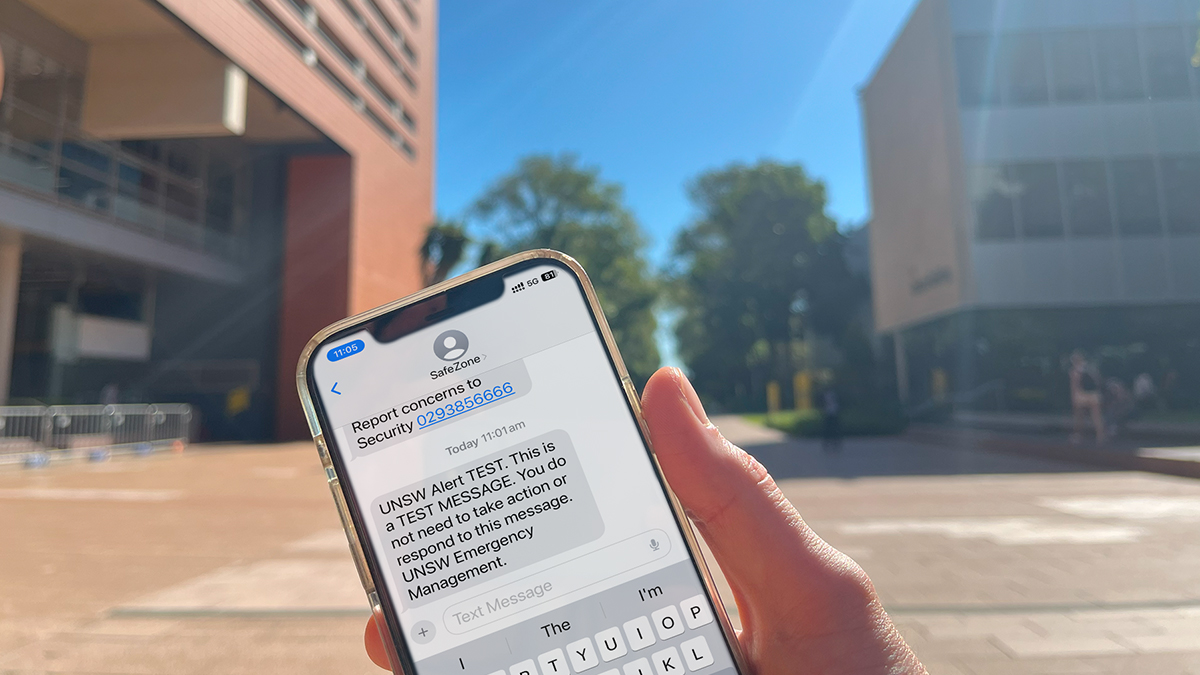 11:05
5G 81
SafeZone
Report concerns to
Security 0293856666
Today 11:01am
UNSW Alert TEST. This is
a TEST MESSAGE. You do
not need to take action or
respond to this message.
UNSW Emergency
Management.
Text Message
I The I'm
R T Y U I O P
J K L